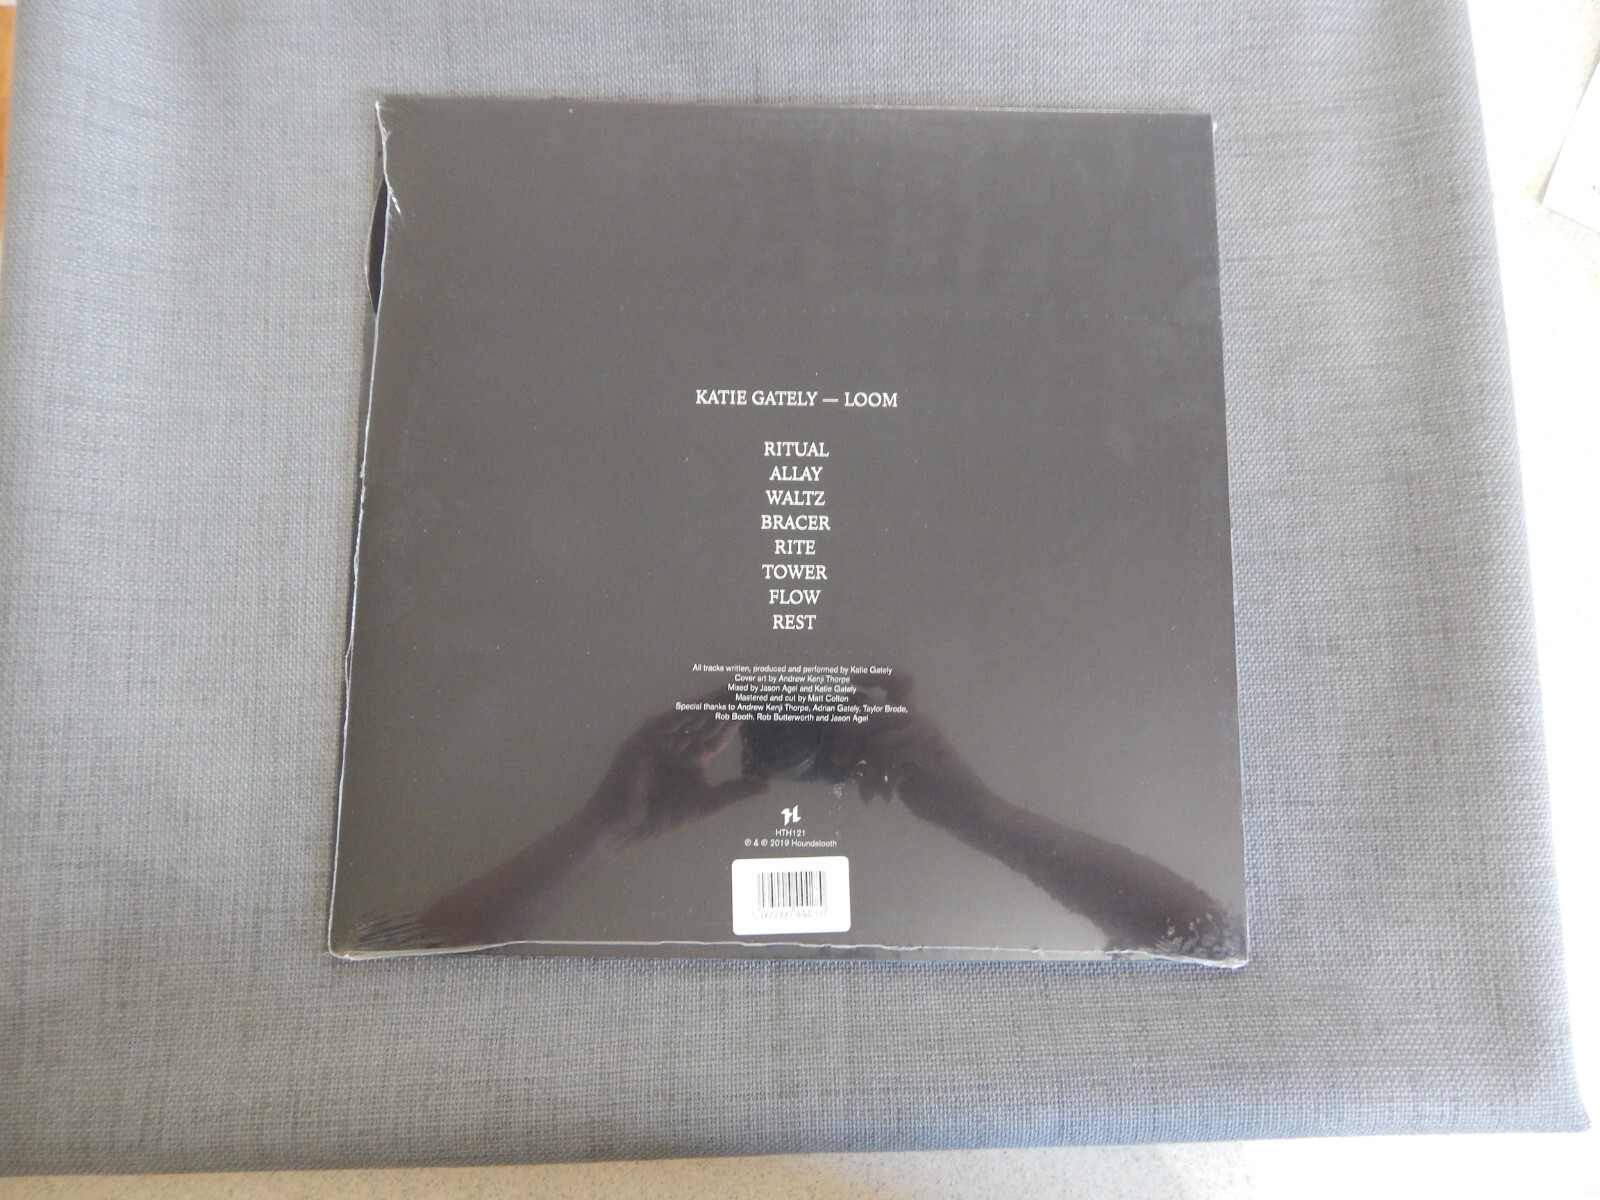 KATIE GATELY — LOOM
RITUAL
ALLAY
WALTZ
BRACER
RITE
TOWER
FLOW
REST
All tracks written, produced and performed by Katie Gately
Cover art by Andrew Kenji Thorpe
Mixed by Jason Agel and Katie Gately
Mastered and cut by Matt Colton
Special thanks to Andrew Kenji Thorpe, Adrian Gately, Taylor Brode,
Rob Booth, Rob Butterworth and Jason Agel
HTH121
℗ & © 2019 Houndstooth